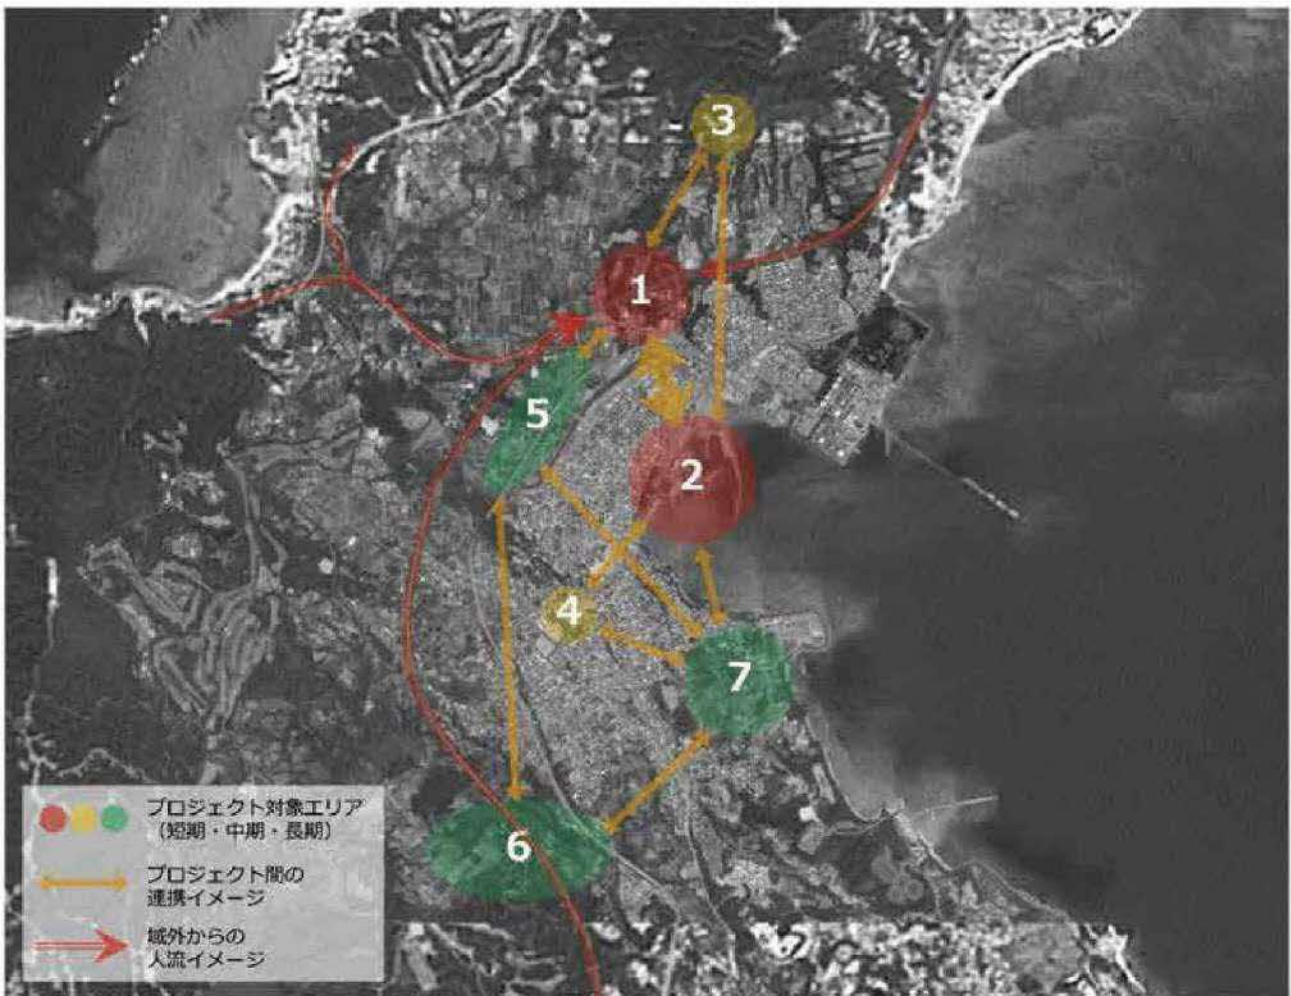 3
1
5
2
4
7
6
プロジェクト対象エリア
（短期・中期・長期）
プロジェクト間の
連携イメージ
域外からの
人流イメージ